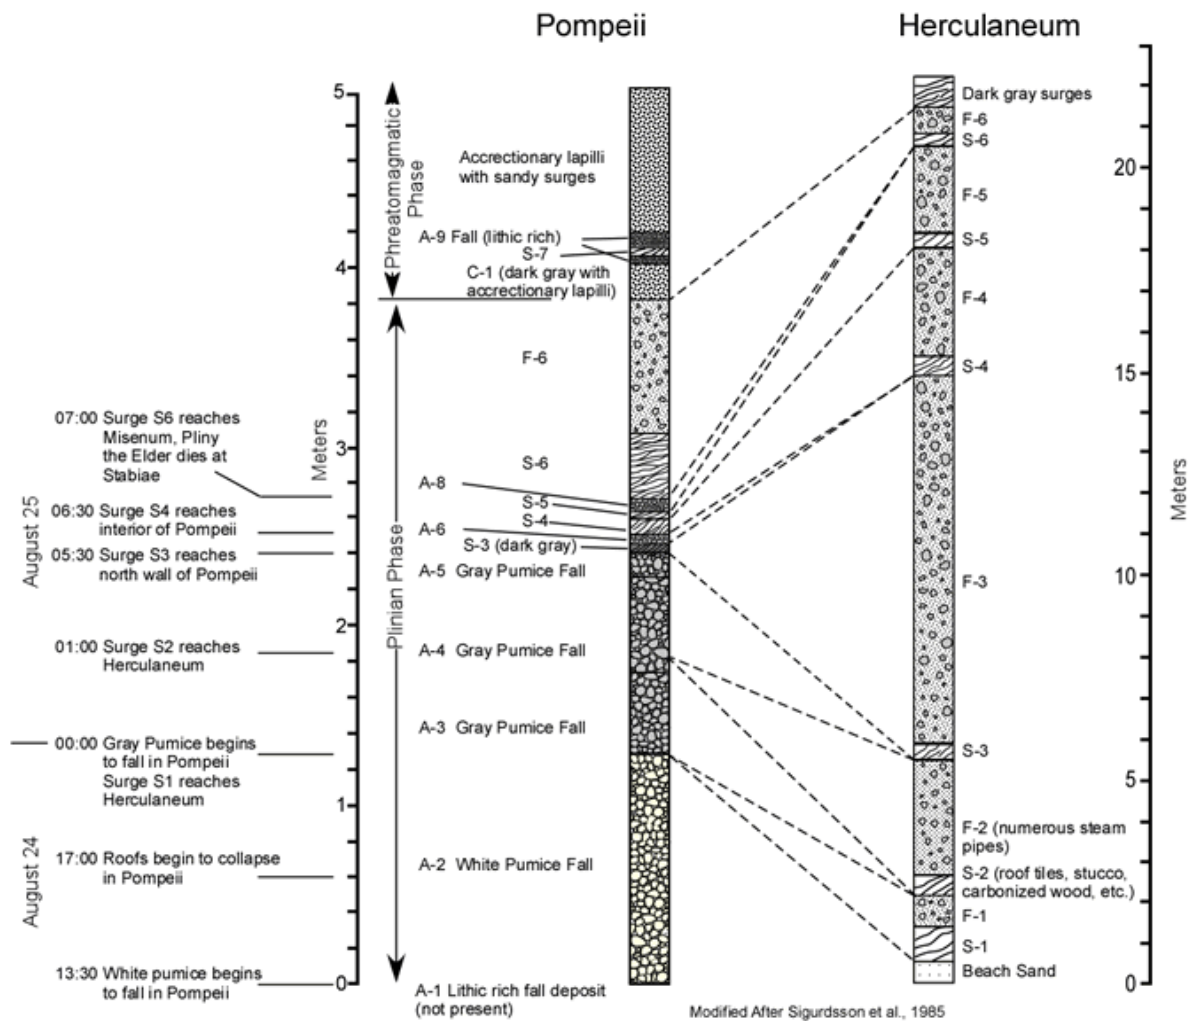 Pompeii
Herculaneum
5
4
3
2
1
0
Meters
Phreatomagmatic
Phase
Plinian Phase
Accrectionary lapilli
with sandy surges
A-9 Fall (lithic rich)
S-7
C-1 (dark gray with
accrectionary lapilli)
F-6
S-6
A-8
S-5
S-4
A-6
S-3 (dark gray)
A-5 Gray Pumice Fall
A-4 Gray Pumice Fall
A-3 Gray Pumice Fall
A-2 White Pumice Fall
A-1 Lithic rich fall deposit
(not present)
August 25
07:00 Surge S6 reaches
Misenum, Pliny
the Elder dies at
Stabiae
06:30 Surge S4 reaches
interior of Pompeii
05:30 Surge S3 reaches
north wall of Pompeii
01:00 Surge S2 reaches
Herculaneum
00:00 Gray Pumice begins
to fall in Pompeii
Surge S1 reaches
Herculaneum
August 24
17:00 Roofs begin to collapse
in Pompeii
13:30 White pumice begins
to fall in Pompeii
Dark gray surges
F-6
S-6
F-5
S-5
F-4
S-4
F-3
S-3
F-2 (numerous steam
pipes)
S-2 (roof tiles, stucco,
carbonized wood, etc.)
F-1
S-1
Beach Sand
20
15
10
5
0
Meters
Modified After Sigurdsson et al., 1985